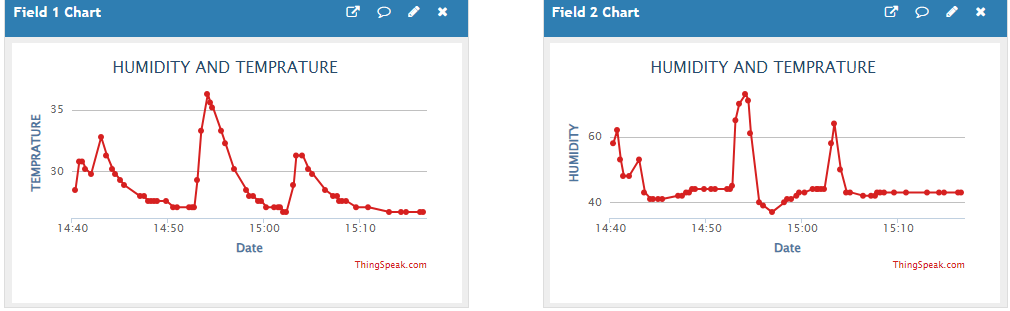 Field 1 Chart
HUMIDITY AND TEMPRATURE
TEMPRATURE
35
30
14:40 14:50 15:00 15:10
Date
ThingSpeak.com
Field 2 Chart
HUMIDITY AND TEMPRATURE
HUMIDITY
60
40
14:40 14:50 15:00 15:10
Date
ThingSpeak.com